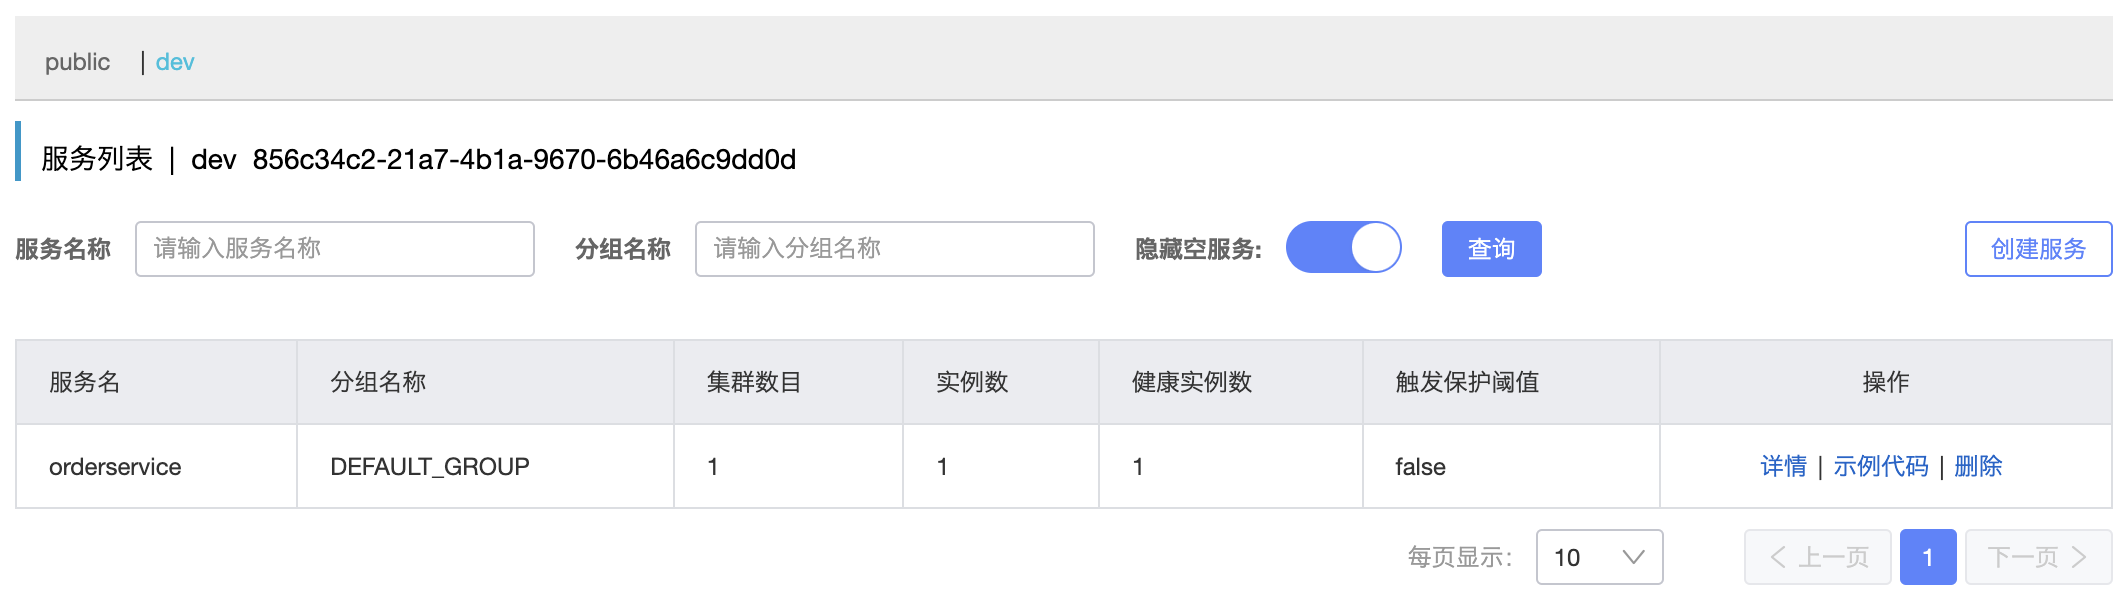 public | dev
服务列表 | dev 856c34c2-21a7-4b1a-9670-6b46a6c9dd0d
服务名称 请输入服务名称 分组名称 请输入分组名称 隐藏空服务: 查询 创建服务
服务名 分组名称 集群数目 实例数 健康实例数 触发保护阈值 操作
orderservice DEFAULT_GROUP 1 1 1 false 详情 | 示例代码 | 删除
每页显示: 10 上一页 1 下一页